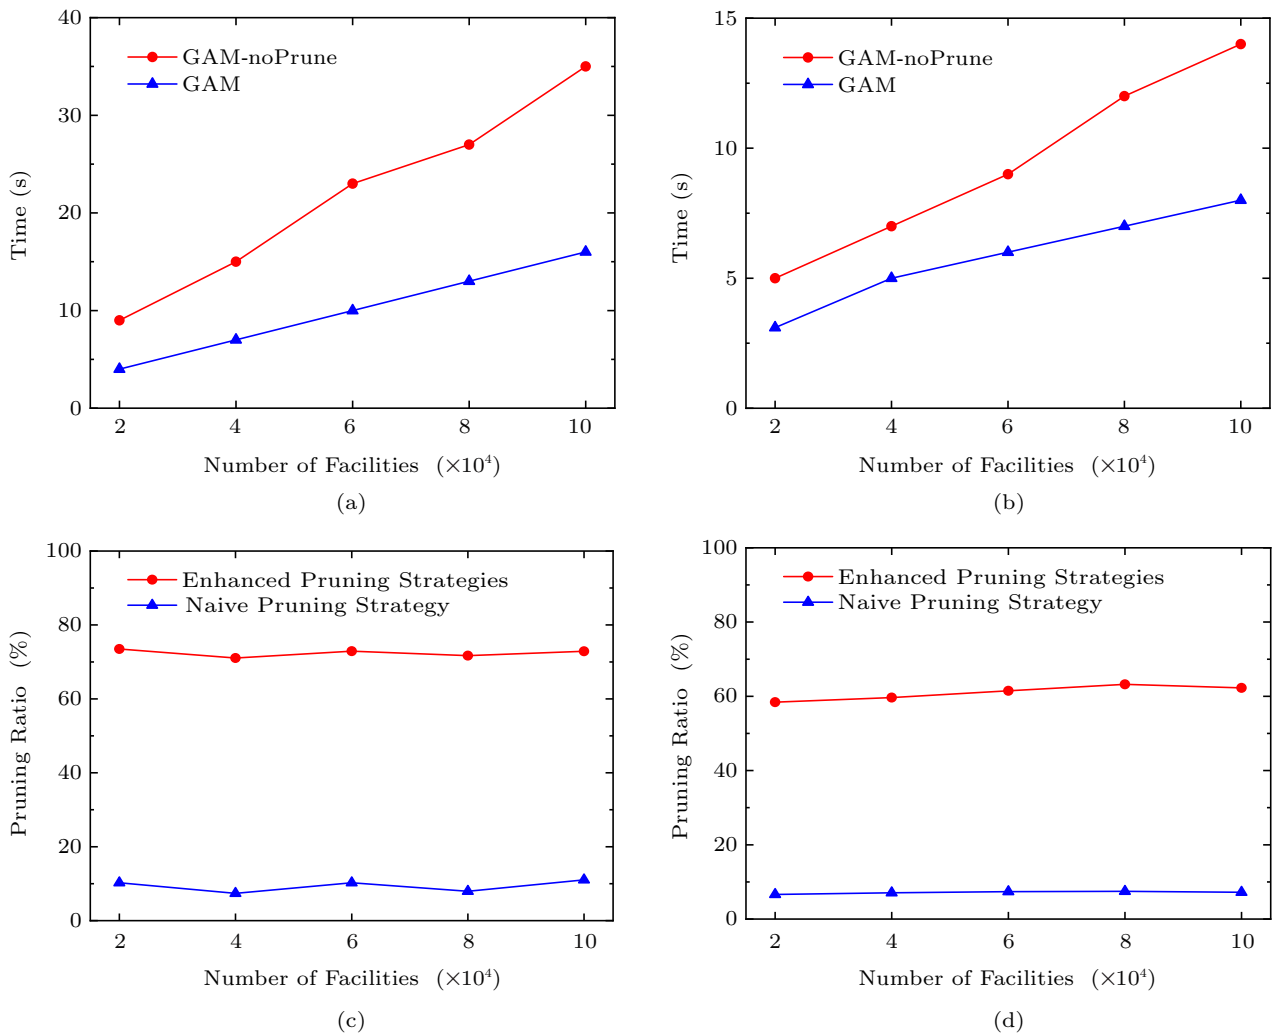 40
30
20
10
0
Time (s)
GAM-noPrune
GAM
2 4 6 8 10
Number of Facilities (×10⁴)
(a)
15
10
5
0
Time (s)
GAM-noPrune
GAM
2 4 6 8 10
Number of Facilities (×10⁴)
(b)
100
80
60
40
20
0
Pruning Ratio (%)
Enhanced Pruning Strategies
Naive Pruning Strategy
2 4 6 8 10
Number of Facilities (×10⁴)
(c)
100
80
60
40
20
0
Pruning Ratio (%)
Enhanced Pruning Strategies
Naive Pruning Strategy
2 4 6 8 10
Number of Facilities (×10⁴)
(d)